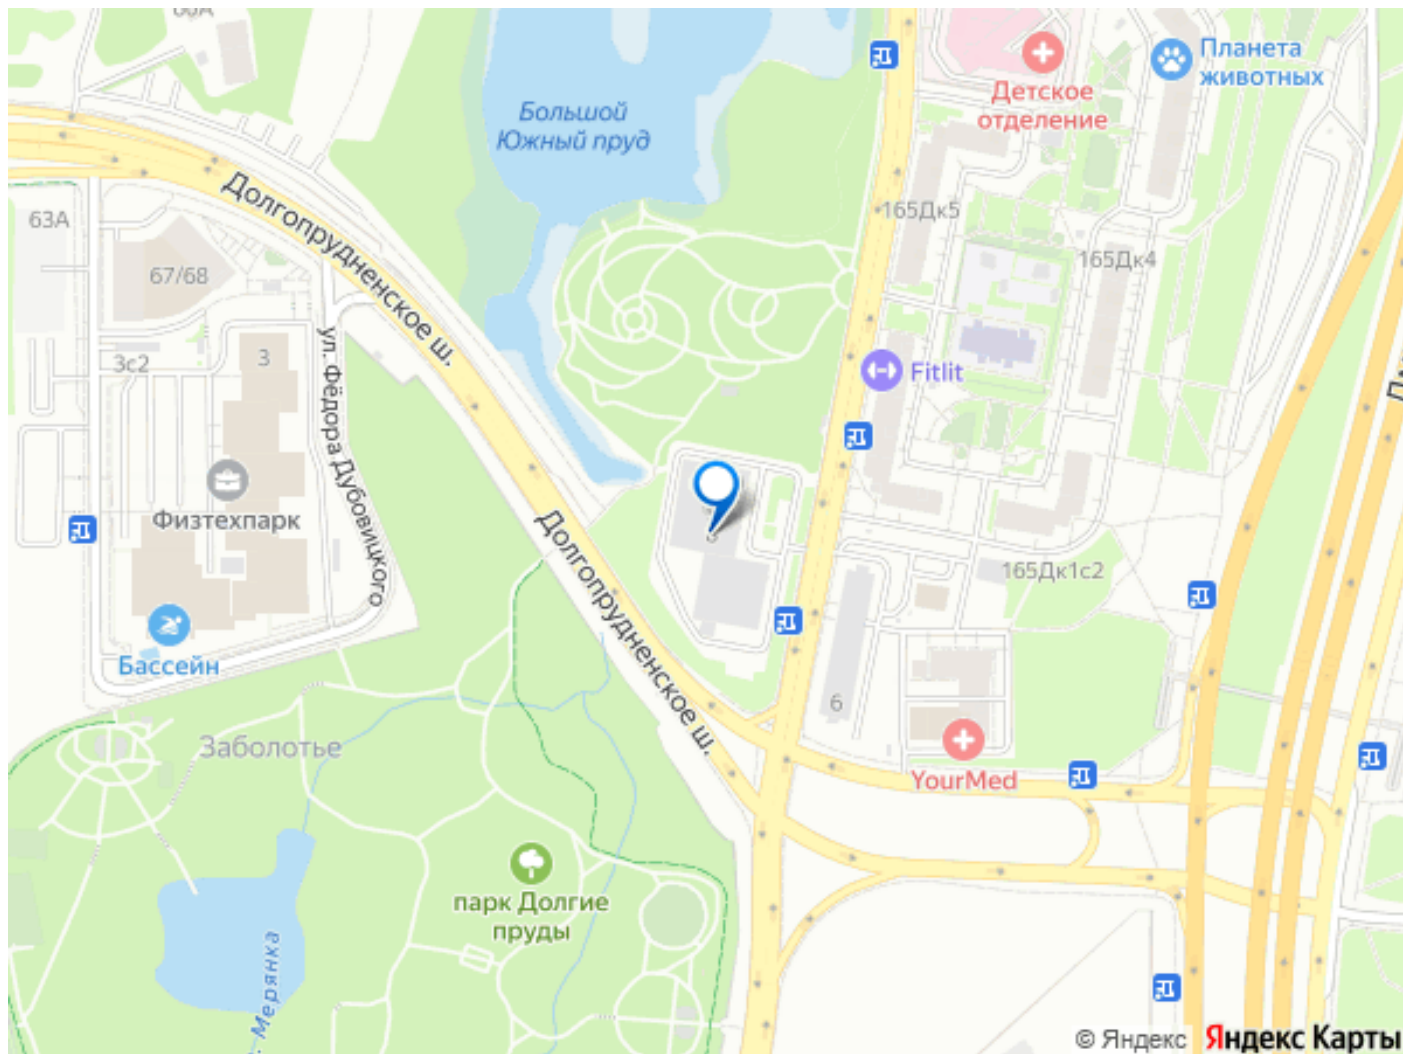 Планета
животных
Детское
отделение
Большой
Южный пруд
Долгопрудненское ш.
63А
165Дк5
165Дк4
67/68
3с2
3
ул. Фёдора Дубовицкого
Fitlit
Физтехпарк
Долгопрудненское ш.
165Дк1с2
Бассейн
6
Заболотье
YourMed
парк Долгие
пруды
Мерянка
© Яндекс Яндекс Карты